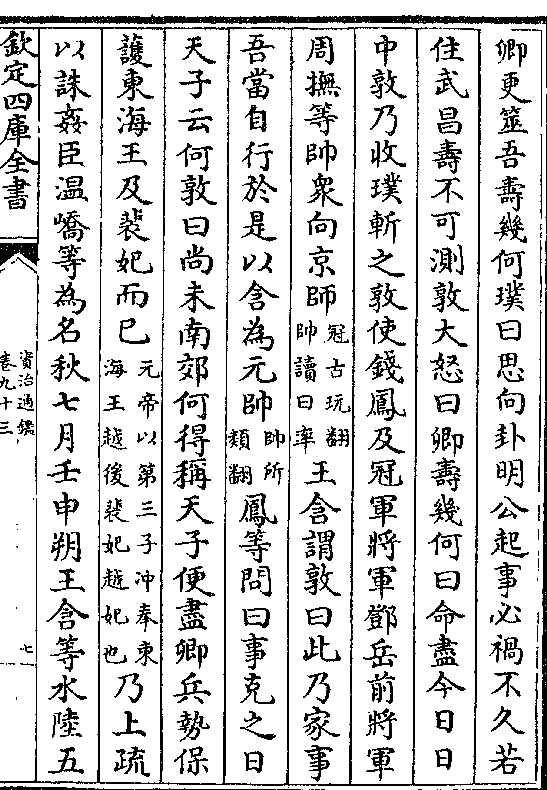 卿更筮吾壽幾何璞曰思向卦明公起事必禍不久若
住武昌壽不可測敦大怒曰卿壽幾何曰命盡今日日
中敦乃收璞斬之敦使錢鳳及冠軍將軍鄧岳前將軍
周撫等帥衆向京師冠古玩翻帥讀曰率王含謂敦曰此乃家事
吾當自行於是以含為元帥帥所類翻鳳等問曰事克之日
天子云何敦曰尚未南郊何得稱天子便盡卿兵勢保
護東海王及裴妃而已元帝以第三子冲奉東海王越後裴妃越妃也乃上疏
以誅姦臣温嶠等為名秋七月壬申朔王含等水陸五
欽定四庫全書
資治通鑑
卷九十三
七